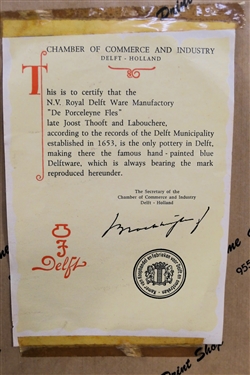 CHAMBER OF COMMERCE AND INDUSTRY
DELFT - HOLLAND
This is to certify that the
N.V. Royal Delft Ware Manufactory
"De Porceleyne Fles"
late Joost Thooft and Labouchere,
according to the records of the Delft Municipality
established in 1653, is the only pottery in Delft,
making there the famous hand - painted blue
Delftware, which is always bearing the mark
reproduced hereunder.
The Secretary of the
Chamber of Commerce and Industry
Delft - Holland
Delft
Print Shop